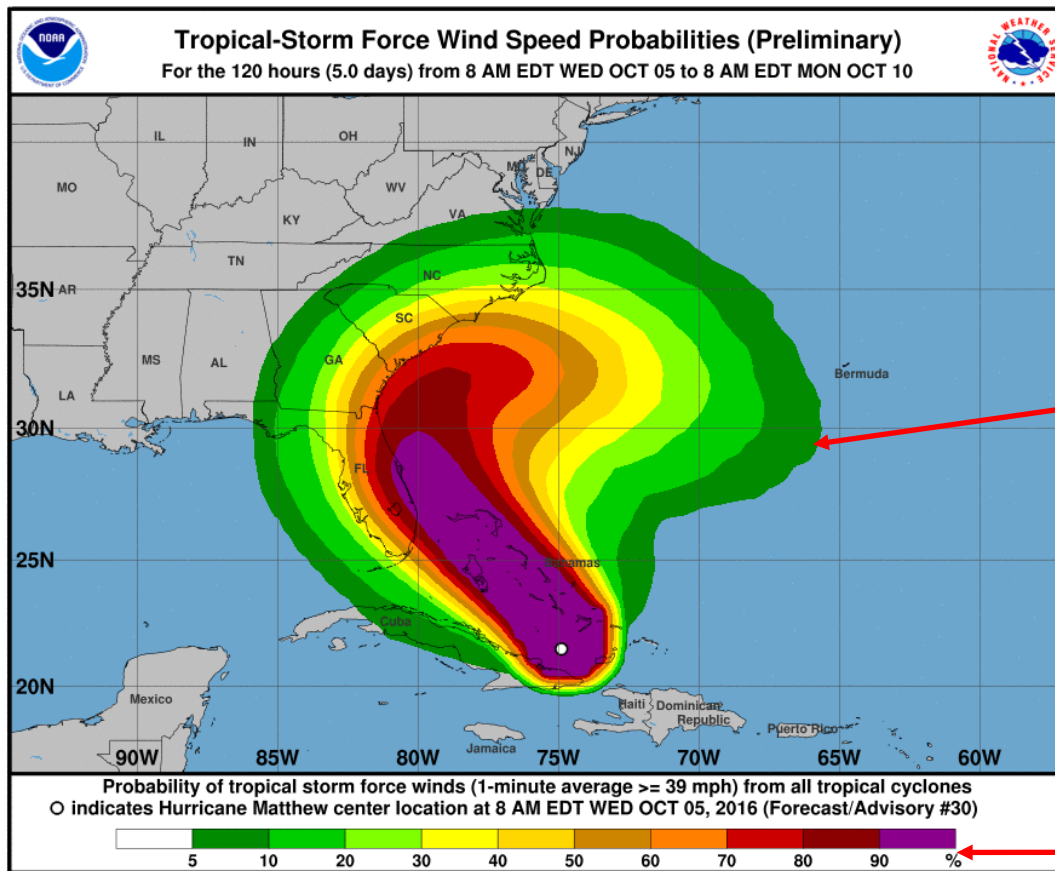 NOAA
NATIONAL WEATHER SERVICE
Tropical-Storm Force Wind Speed Probabilities (Preliminary)
For the 120 hours (5.0 days) from 8 AM EDT WED OCT 05 to 8 AM EDT MON OCT 10
IL
IN
OH
NJ
MD
DE
MO
WV
KY
VA
TN
NC
35N
AR
SC
MS
AL
GA
Bermuda
LA
30N
FL
25N
Bahamas
Cuba
20N
Mexico
Haiti
Dominican
Republic
Puerto Rico
Jamaica
90W
85W
80W
75W
70W
65W
60W
Probability of tropical storm force winds (1-minute average >= 39 mph) from all tropical cyclones
O indicates Hurricane Matthew center location at 8 AM EDT WED OCT 05, 2016 (Forecast/Advisory #30)
5 10 20 30 40 50 60 70 80 90 %